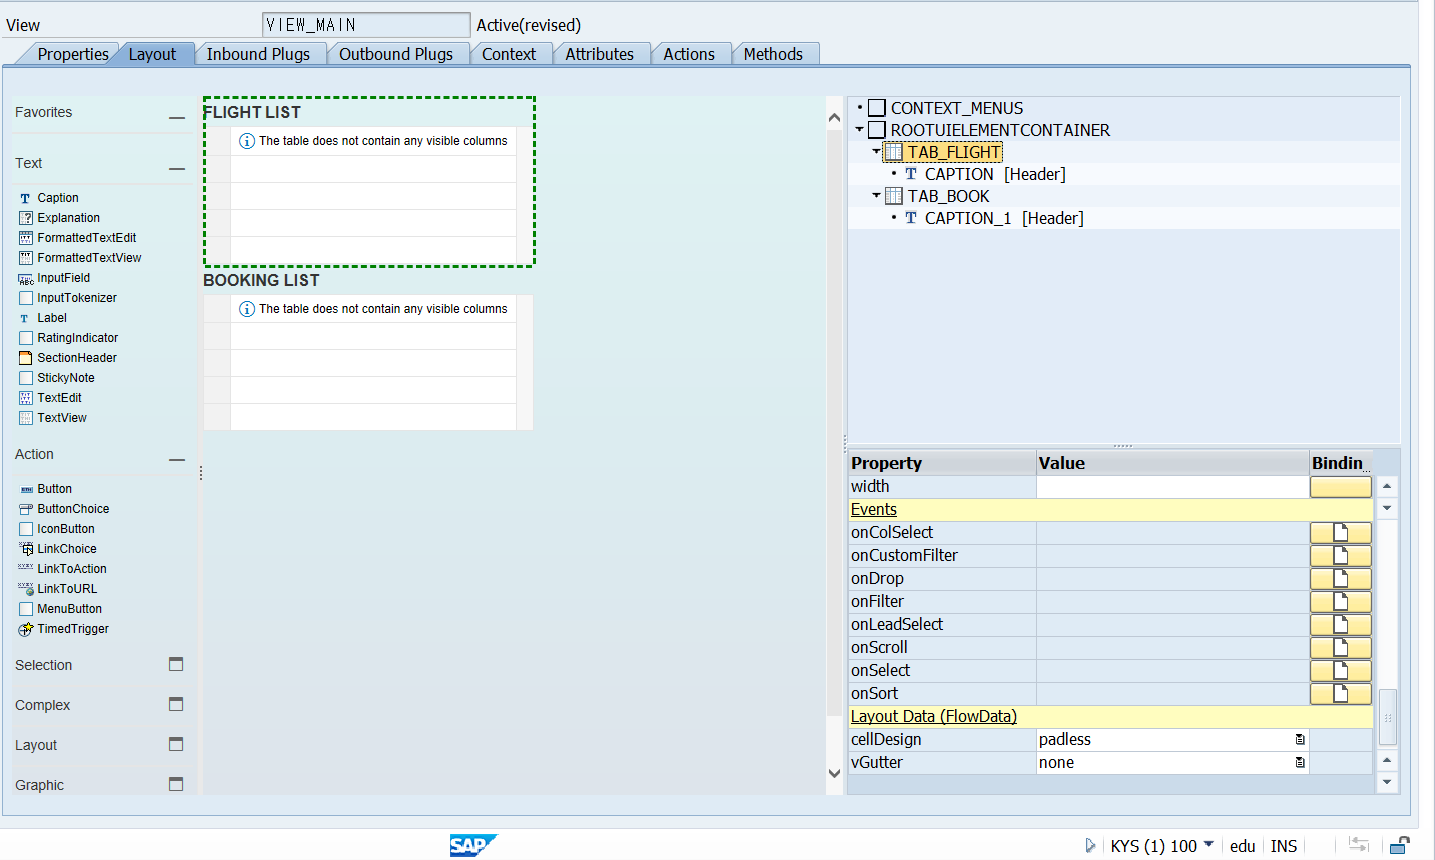 View VIEW_MAIN Active(revised)
Properties Layout Inbound Plugs Outbound Plugs Context Attributes Actions Methods
Favorites
Text
Caption
Explanation
FormattedTextEdit
FormattedTextView
InputField
InputTokenizer
Label
RatingIndicator
SectionHeader
StickyNote
TextEdit
TextView
Action
Button
ButtonChoice
IconButton
LinkChoice
LinkToAction
LinkToURL
MenuButton
TimedTrigger
Selection
Complex
Layout
Graphic
FLIGHT LIST
The table does not contain any visible columns
BOOKING LIST
The table does not contain any visible columns
CONTEXT_MENUS
ROOTUIELEMENTCONTAINER
TAB_FLIGHT
CAPTION [Header]
TAB_BOOK
CAPTION_1 [Header]
Property Value Bindin...
width
Events
onColSelect
onCustomFilter
onDrop
onFilter
onLeadSelect
onScroll
onSelect
onSort
Layout Data (FlowData)
cellDesign padless
vGutter none
SAP KYS (1) 100 edu INS